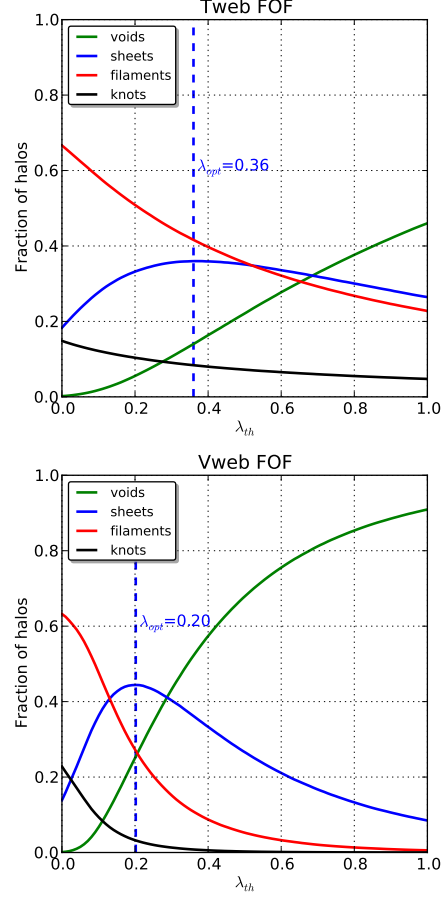 Tweb FOF
1.0
0.8
0.6
0.4
0.2
0.0
Fraction of halos
voids
sheets
filaments
knots
λopt=0.36
0.0 0.2 0.4 0.6 0.8 1.0
λth
Vweb FOF
1.0
0.8
0.6
0.4
0.2
0.0
Fraction of halos
voids
sheets
filaments
knots
λopt=0.20
0.0 0.2 0.4 0.6 0.8 1.0
λth